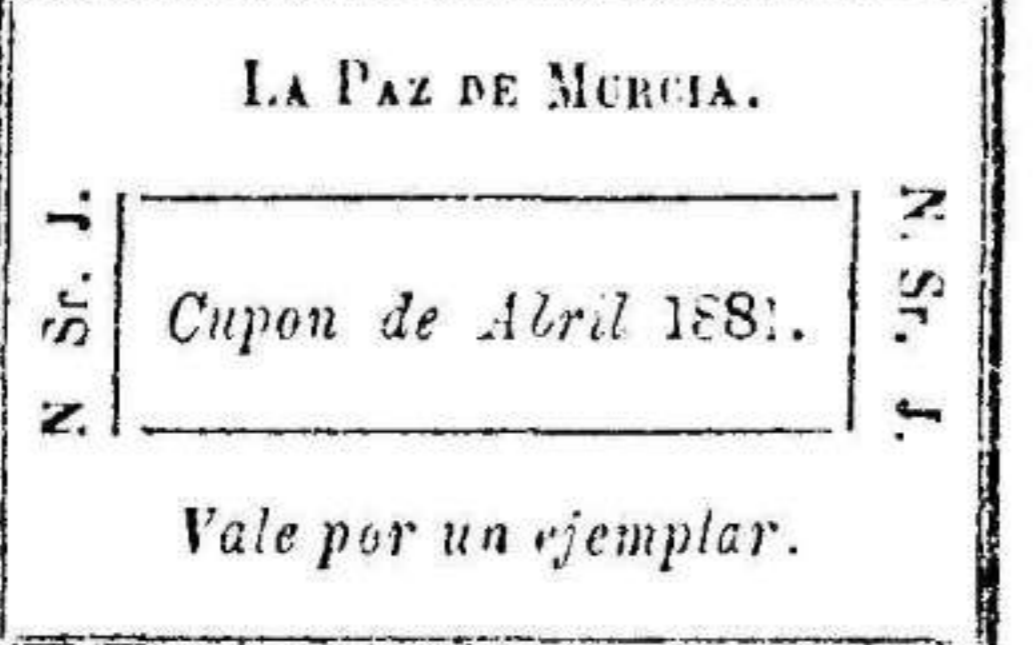 LA PAZ DE MURCIA.
N Sr. J.
Cupon de Abril 1881.
N. Sr. J.
Vale por un ejemplar.